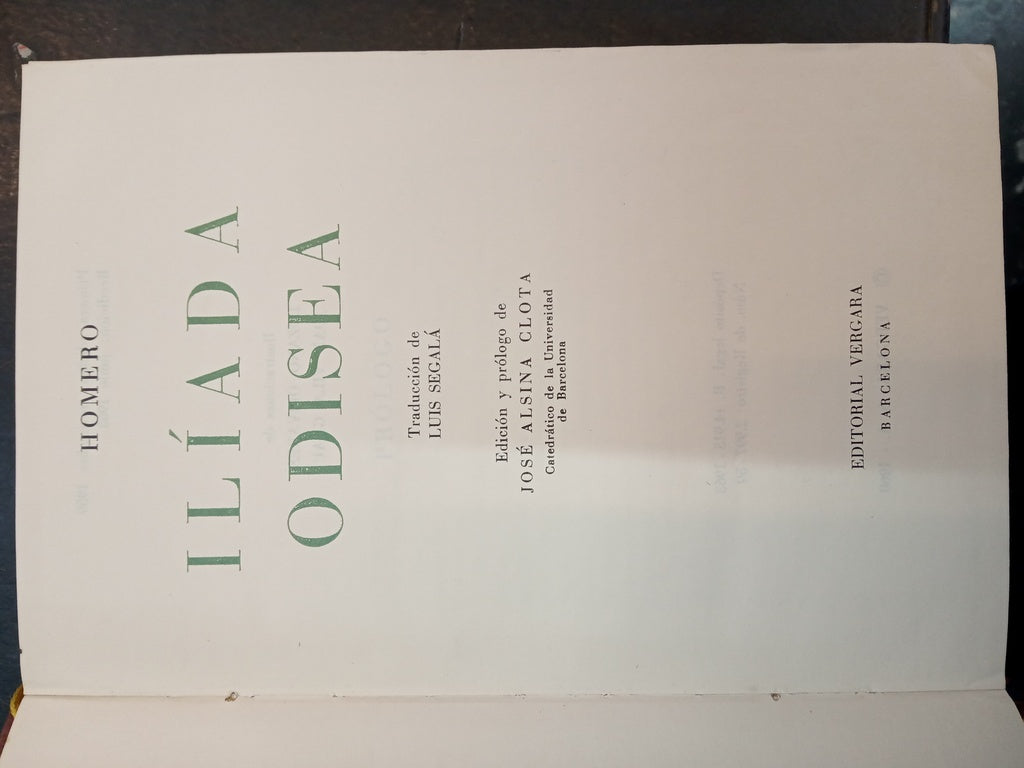 HOMERO
ILÍADA
ODISEA
Traducción de
LUIS SEGALÁ
Edición y prólogo de
JOSÉ ALSINA CLOTA
Catedrático de la Universidad
de Barcelona
EDITORIAL VERGARA
BARCELONA